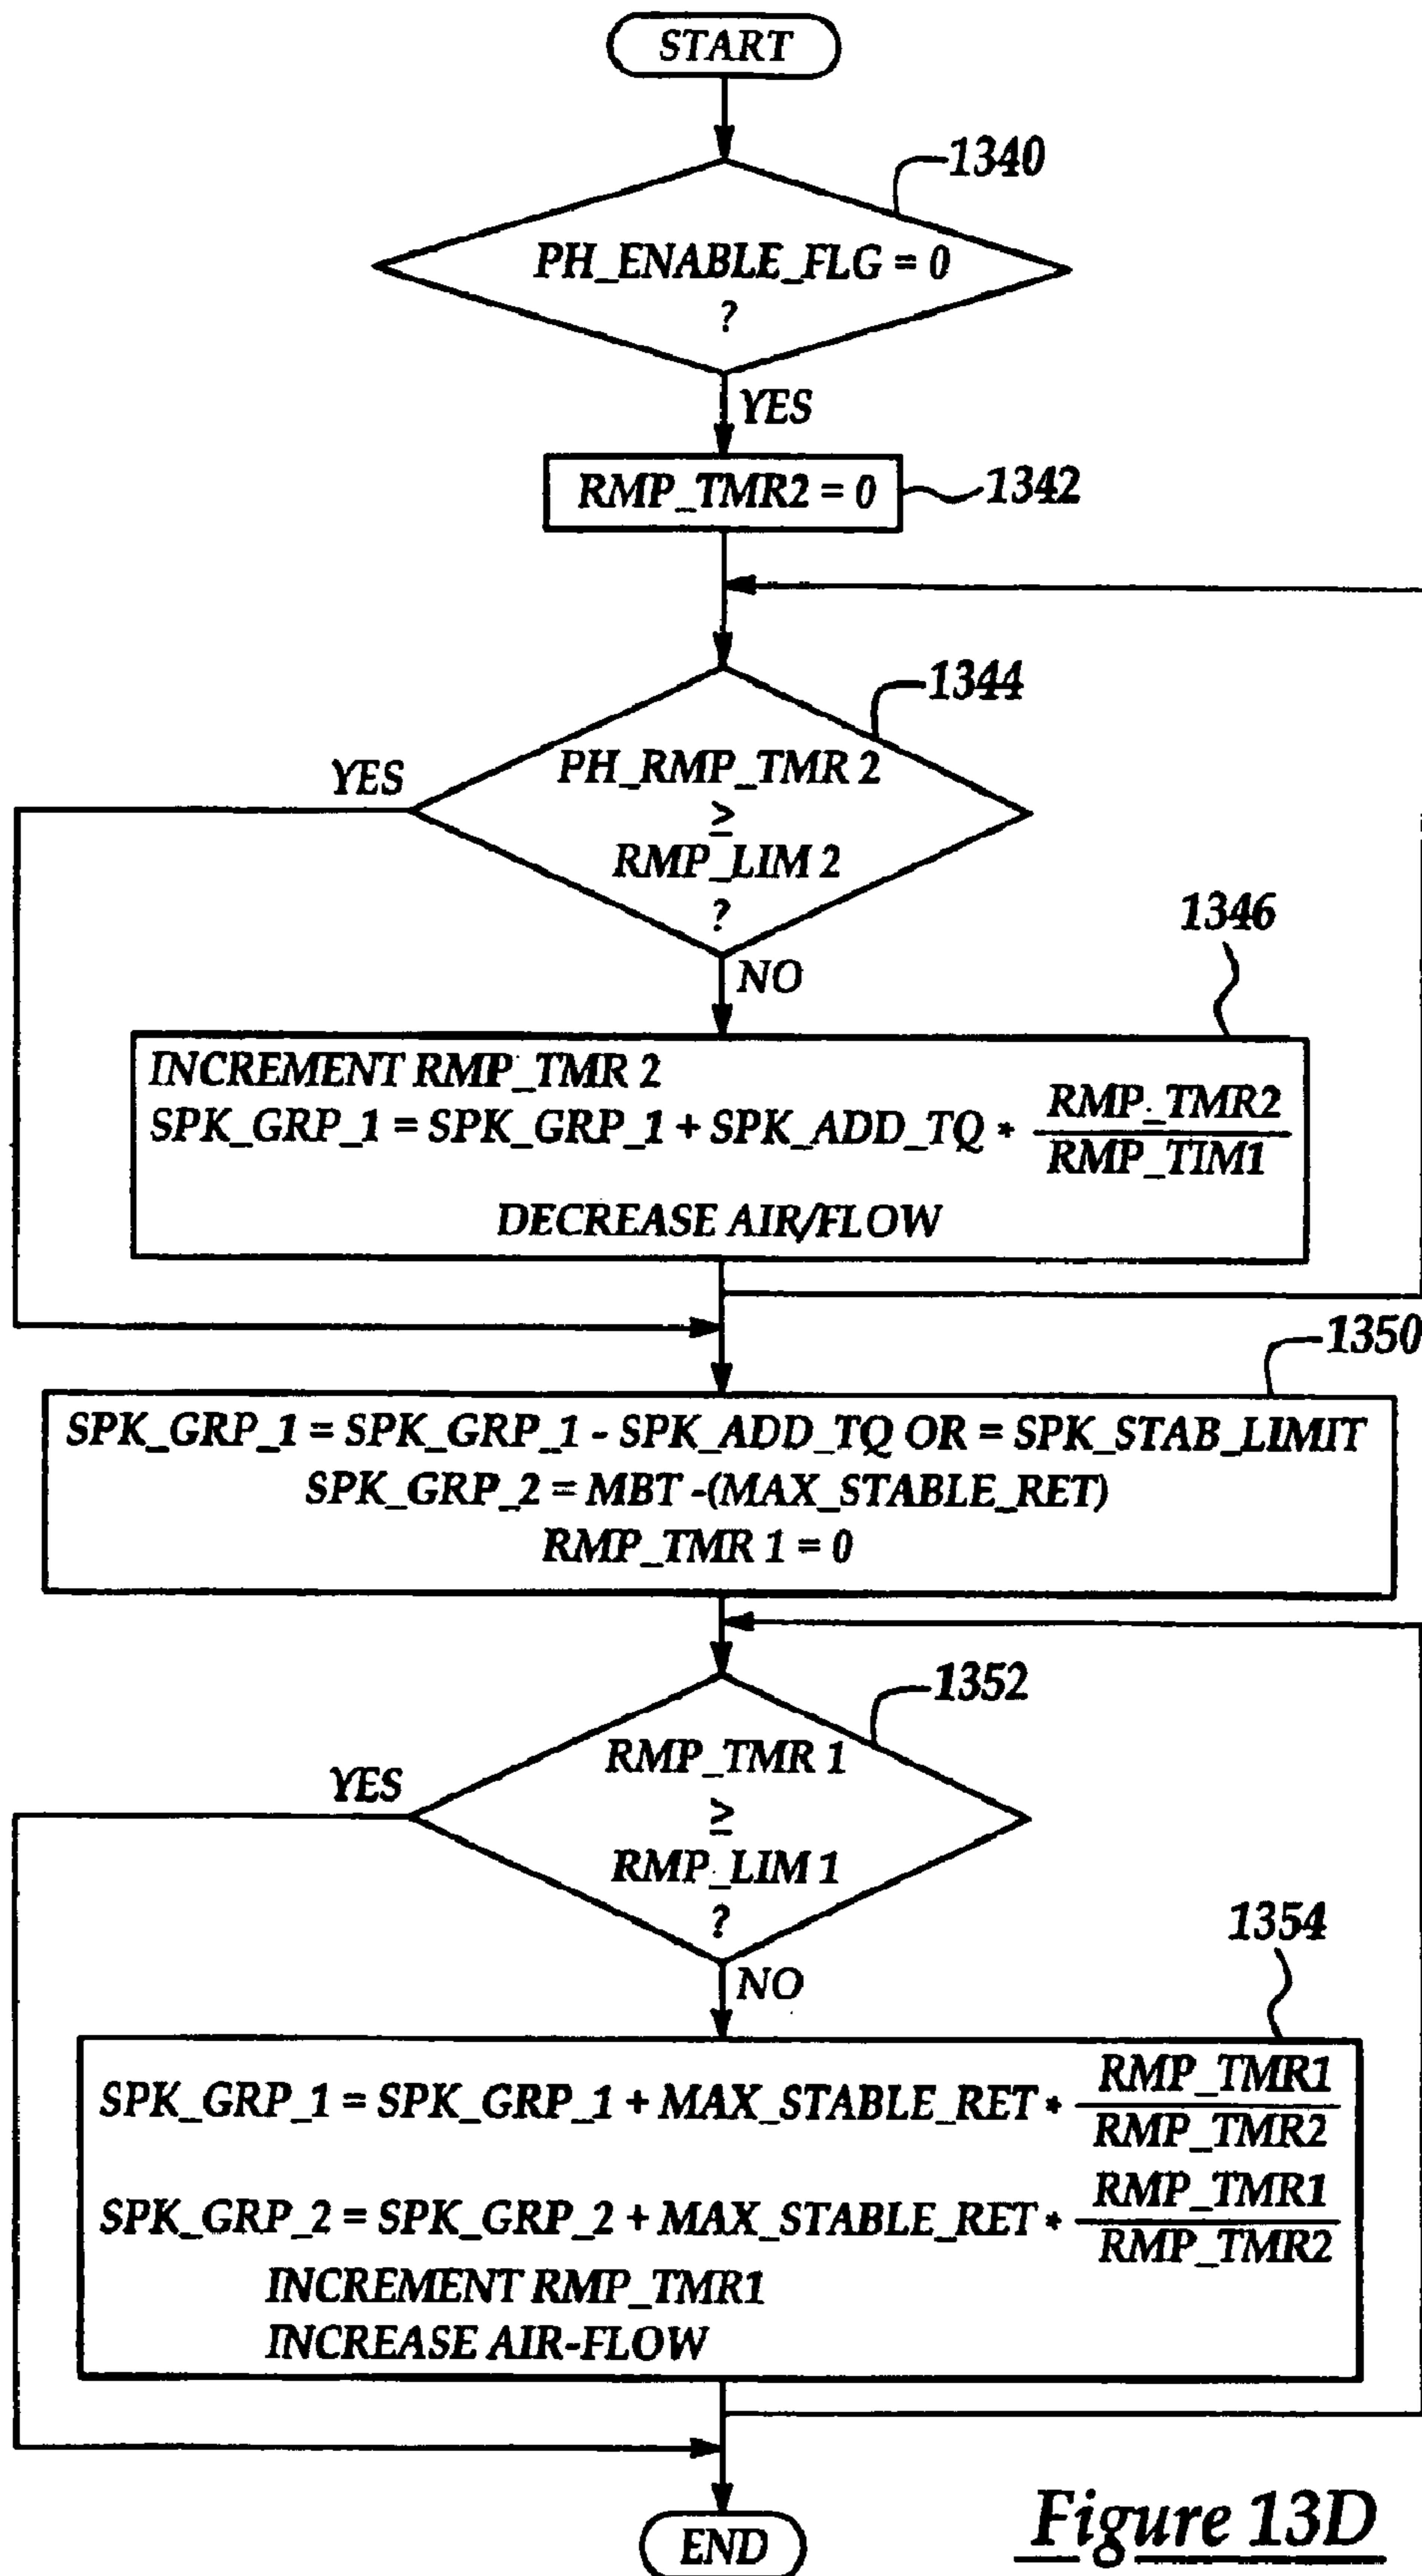 START
1340
PH_ENABLE_FLG = 0
?
YES
RMP_TMR2 = 0
1342
1344
YES
PH_RMP_TMR 2
≥
RMP_LIM 2
?
NO
1346
INCREMENT RMP_TMR 2
SPK_GRP_1 = SPK_GRP_1 + SPK_ADD_TQ * RMP_TMR2
RMP_TIM1
DECREASE AIR/FLOW
1350
SPK_GRP_1 = SPK_GRP_1 - SPK_ADD_TQ OR = SPK_STAB_LIMIT
SPK_GRP_2 = MBT -(MAX_STABLE_RET)
RMP_TMR 1 = 0
1352
YES
RMP_TMR 1
≥
RMP_LIM 1
?
NO
1354
SPK_GRP_1 = SPK_GRP_1 + MAX_STABLE_RET * RMP_TMR1
RMP_TMR2
SPK_GRP_2 = SPK_GRP_2 + MAX_STABLE_RET * RMP_TMR1
RMP_TMR2
INCREMENT RMP_TMR1
INCREASE AIR-FLOW
END
Figure 13D